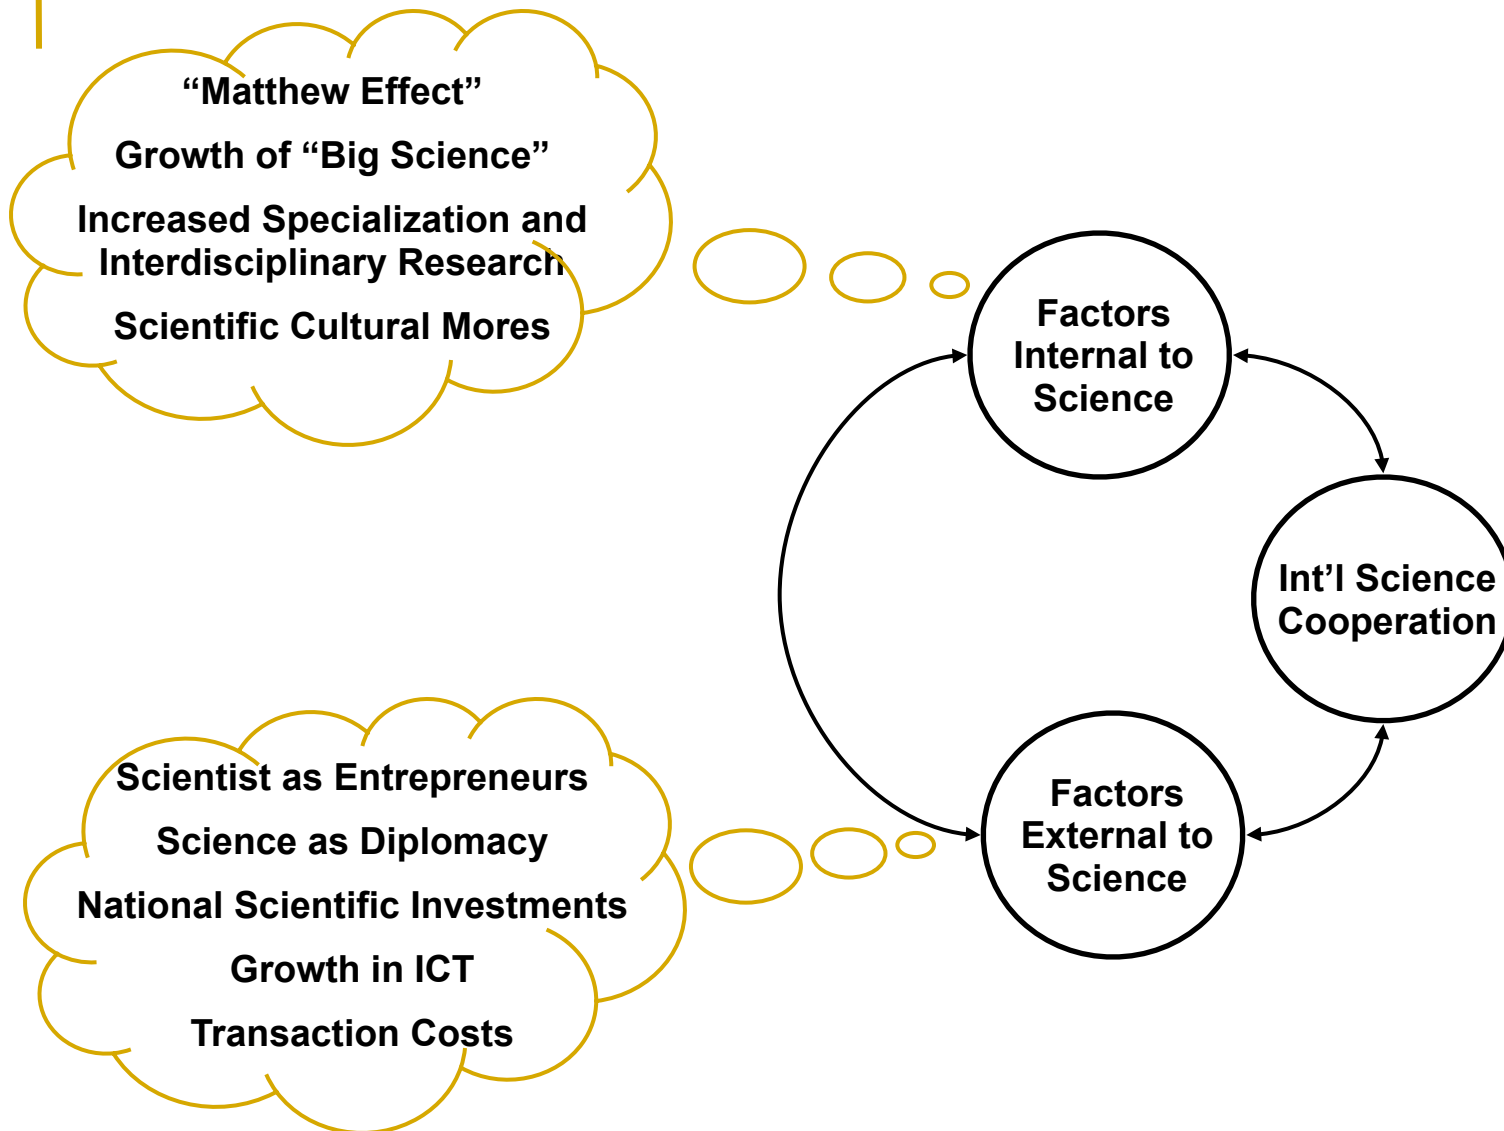 “Matthew Effect”
Growth of “Big Science”
Increased Specialization and
Interdisciplinary Research
Scientific Cultural Mores
Factors
Internal to
Science
Int’l Science
Cooperation
Scientist as Entrepreneurs
Science as Diplomacy
National Scientific Investments
Growth in ICT
Transaction Costs
Factors
External to
Science